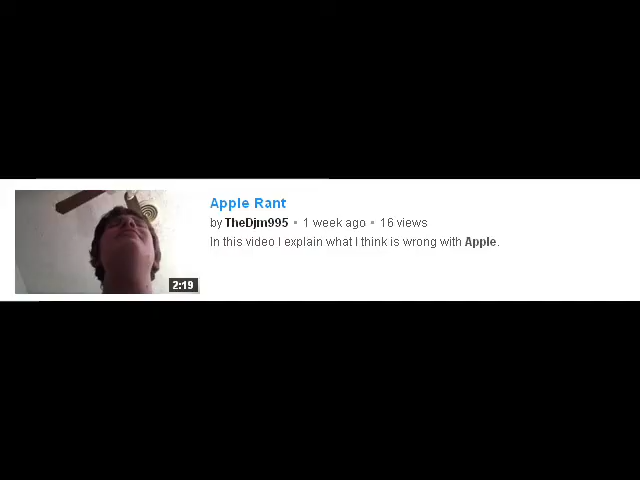 Apple Rant
by TheDjm995 • 1 week ago • 16 views
In this video I explain what I think is wrong with Apple.
2:19